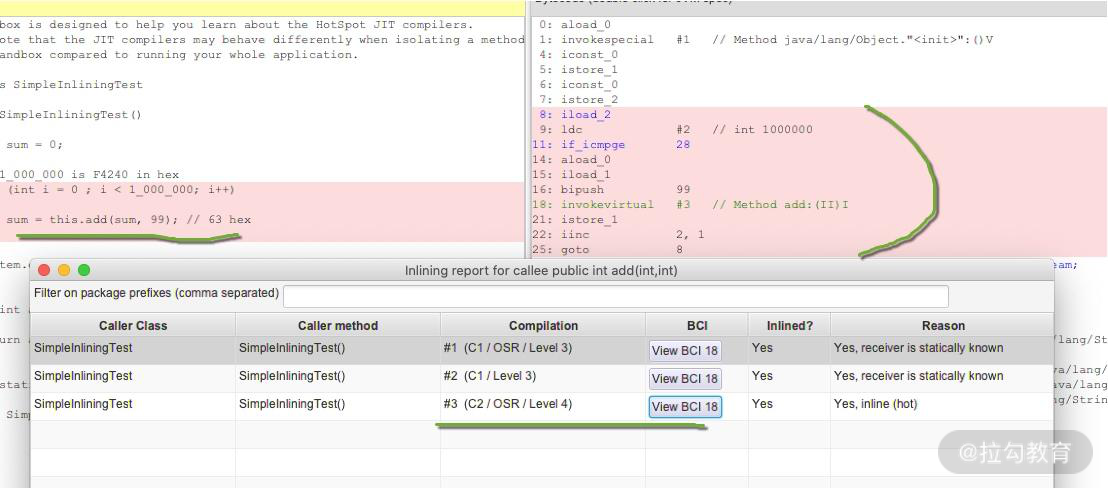 box is designed to help you learn about the HotSpot JIT compilers.
ote that the JIT compilers may behave differently when isolating a method
andbox compared to running your whole application.
s SimpleInliningTest
SimpleInliningTest()
sum = 0;
1_000_000 is F4240 in hex
(int i = 0 ; i < 1_000_000; i++)
sum = this.add(sum, 99); // 63 hex
tem.
int
urn
stati
Simp
0: aload_0
1: invokespecial #1 // Method java/lang/Object."<init>":()V
4: iconst_0
5: istore_1
6: iconst_0
7: istore_2
8: iload_2
9: ldc #2 // int 1000000
11: if_icmpge 28
14: aload_0
15: iload_1
16: bipush 99
18: invokevirtual #3 // Method add:(II)I
21: istore_1
22: iinc 2, 1
25: goto 8
eam;
/lang/St
va/lang/
ava/lang/
ng/String
Inlining report for callee public int add(int,int)
Filter on package prefixes (comma separated)
Caller Class Caller method Compilation BCI Inlined? Reason
SimpleInliningTest SimpleInliningTest() #1 (C1 / OSR / Level 3) View BCI 18 Yes Yes, receiver is statically known
SimpleInliningTest SimpleInliningTest() #2 (C1 / Level 3) View BCI 18 Yes Yes, receiver is statically known
SimpleInliningTest SimpleInliningTest() #3 (C2 / OSR / Level 4) View BCI 18 Yes Yes, inline (hot)
@拉勾教育